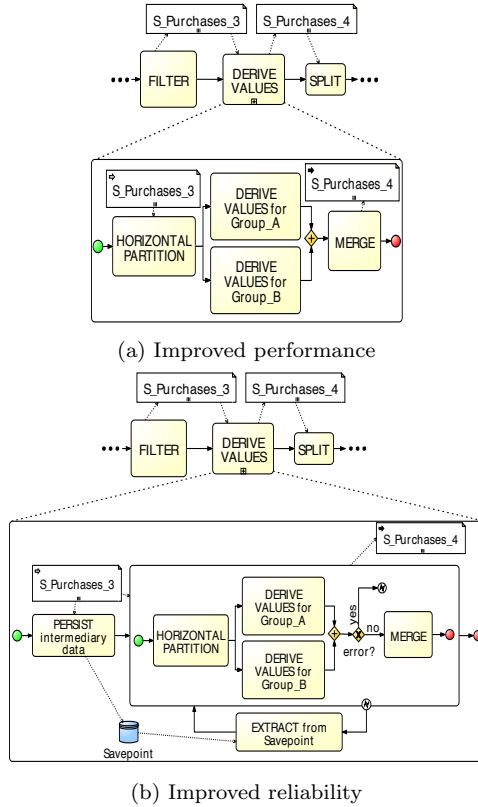 S_Purchases_3
S_Purchases_4
FILTER
DERIVE
VALUES
SPLIT
S_Purchases_3
S_Purchases_4
HORIZONTAL
PARTITION
DERIVE
VALUES for
Group_A
DERIVE
VALUES for
Group_B
MERGE
(a) Improved performance
S_Purchases_3
S_Purchases_4
FILTER
DERIVE
VALUES
SPLIT
S_Purchases_4
S_Purchases_3
PERSIST
intermediary
data
HORIZONTAL
PARTITION
DERIVE
VALUES for
Group_A
DERIVE
VALUES for
Group_B
yes
no
error?
MERGE
EXTRACT from
Savepoint
Savepoint
(b) Improved reliability